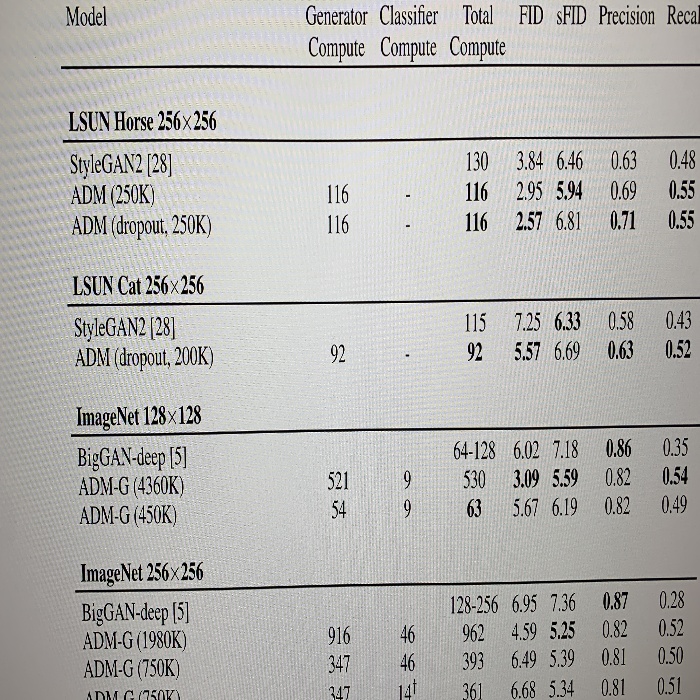 Model Generator Classifier Total FID sFID Precision Recal
Compute Compute Compute
LSUN Horse 256×256
StyleGAN2 [28] 130 3.84 6.46 0.63 0.48
ADM (250K) 116 - 116 2.95 5.94 0.69 0.55
ADM (dropout, 250K) 116 - 116 2.57 6.81 0.71 0.55
LSUN Cat 256×256
StyleGAN2 [28] 115 7.25 6.33 0.58 0.43
ADM (dropout, 200K) 92 - 92 5.57 6.69 0.63 0.52
ImageNet 128×128
BigGAN-deep [5] 64-128 6.02 7.18 0.86 0.35
ADM-G (4360K) 521 9 530 3.09 5.59 0.82 0.54
ADM-G (450K) 54 9 63 5.67 6.19 0.82 0.49
ImageNet 256×256
BigGAN-deep [5] 128-256 6.95 7.36 0.87 0.28
ADM-G (1980K) 916 46 962 4.59 5.25 0.82 0.52
ADM-G (750K) 347 46 393 6.49 5.39 0.81 0.50
ADM-G (750K) 347 14† 361 6.68 5.34 0.81 0.51